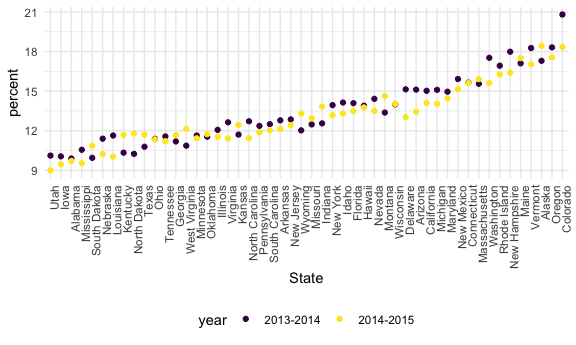 21
18
15
12
9
percent
Utah
Iowa
Alabama
Mississippi
South Dakota
Nebraska
Louisiana
Kentucky
North Dakota
Texas
Ohio
Tennessee
Georgia
West Virginia
Minnesota
Oklahoma
Illinois
Virginia
Kansas
North Carolina
Pennsylvania
South Carolina
Arkansas
New Jersey
Wyoming
Missouri
Indiana
New York
Idaho
Florida
Hawaii
Nevada
Montana
Wisconsin
Delaware
Arizona
California
Michigan
Maryland
New Mexico
Connecticut
Massachusetts
Washington
Rhode Island
New Hampshire
Maine
Vermont
Alaska
Oregon
Colorado
State
year 2013-2014 2014-2015